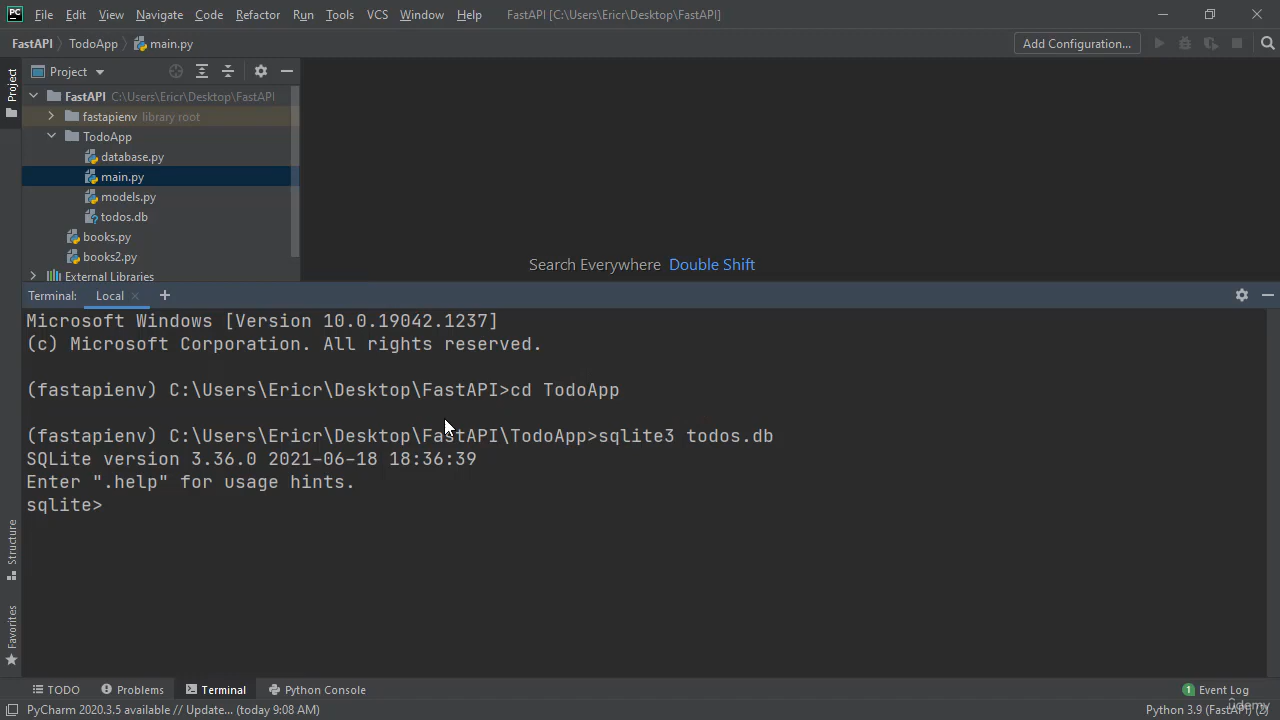 PC File Edit View Navigate Code Refactor Run Tools VCS Window Help FastAPI [C:\Users\Ericr\Desktop\FastAPI]
FastAPI TodoApp main.py Add Configuration...
Project
Project
FastAPI C:\Users\Ericr\Desktop\FastAPI
fastapienv library root
TodoApp
database.py
main.py
models.py
todos.db
books.py
books2.py
External Libraries
Search Everywhere Double Shift
Terminal: Local
Microsoft Windows [Version 10.0.19042.1237]
(c) Microsoft Corporation. All rights reserved.
(fastapienv) C:\Users\Ericr\Desktop\FastAPI>cd TodoApp
(fastapienv) C:\Users\Ericr\Desktop\FastAPI\TodoApp>sqlite3 todos.db
SQLite version 3.36.0 2021-06-18 18:36:39
Enter ".help" for usage hints.
sqlite>
Structure
Favorites
TODO Problems Terminal Python Console 1 Event Log
PyCharm 2020.3.5 available // Update... (today 9:08 AM) Python 3.9 (FastAPI) (2)
Udemy